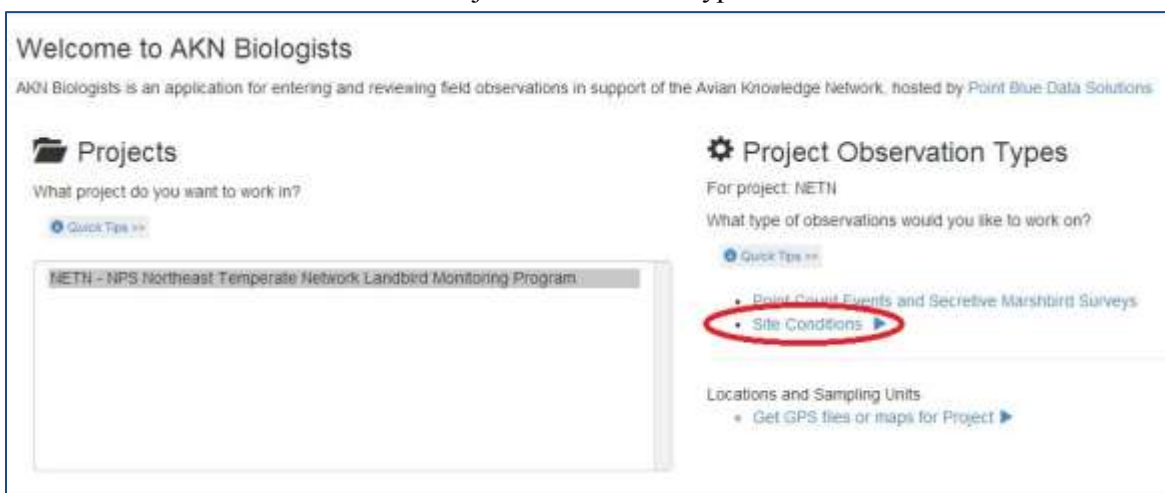 Welcome to AKN Biologists
AKN Biologists is an application for entering and reviewing field observations in support of the Avian Knowledge Network, hosted by Point Blue Data Solutions
Projects
What project do you want to work in?
Quick Tips >>
NETN - NPS Northeast Temperate Network Landbird Monitoring Program
Project Observation Types
For project: NETN
What type of observations would you like to work on?
Quick Tips >>
Point Count Events and Secretive Marshbird Surveys
Site Conditions
Locations and Sampling Units
Get GPS files or maps for Project